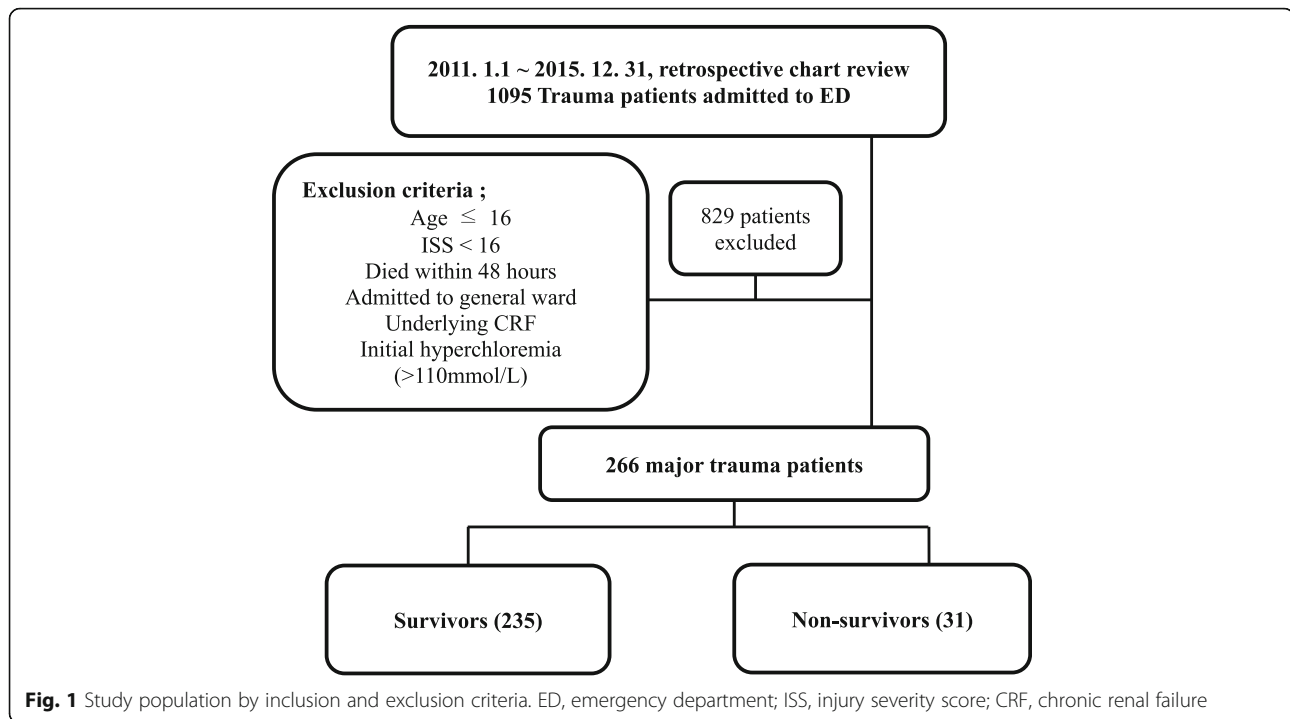 2011. 1.1 ~ 2015. 12. 31, retrospective chart review
1095 Trauma patients admitted to ED
Exclusion criteria ;
Age ≤ 16
ISS < 16
Died within 48 hours
Admitted to general ward
Underlying CRF
Initial hyperchloremia
(>110mmol/L)
829 patients
excluded
266 major trauma patients
Survivors (235)
Non-survivors (31)
Fig. 1 Study population by inclusion and exclusion criteria. ED, emergency department; ISS, injury severity score; CRF, chronic renal failure